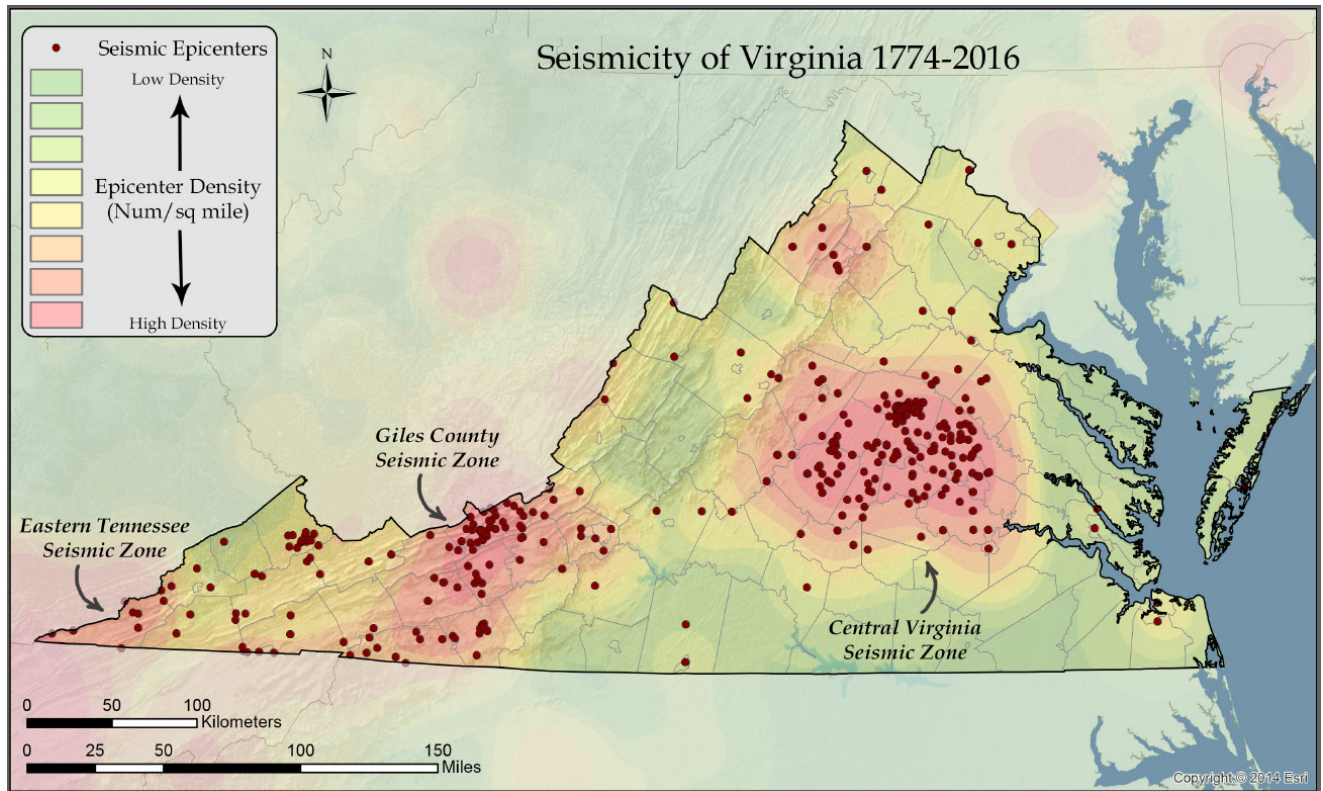 Seismicity of Virginia 1774-2016
Seismic Epicenters
Low Density
Epicenter Density
(Num/sq mile)
High Density
N
Giles County
Seismic Zone
Eastern Tennessee
Seismic Zone
Central Virginia
Seismic Zone
0 50 100
Kilometers
0 25 50 100 150
Miles
Copyright © 2014 Esri